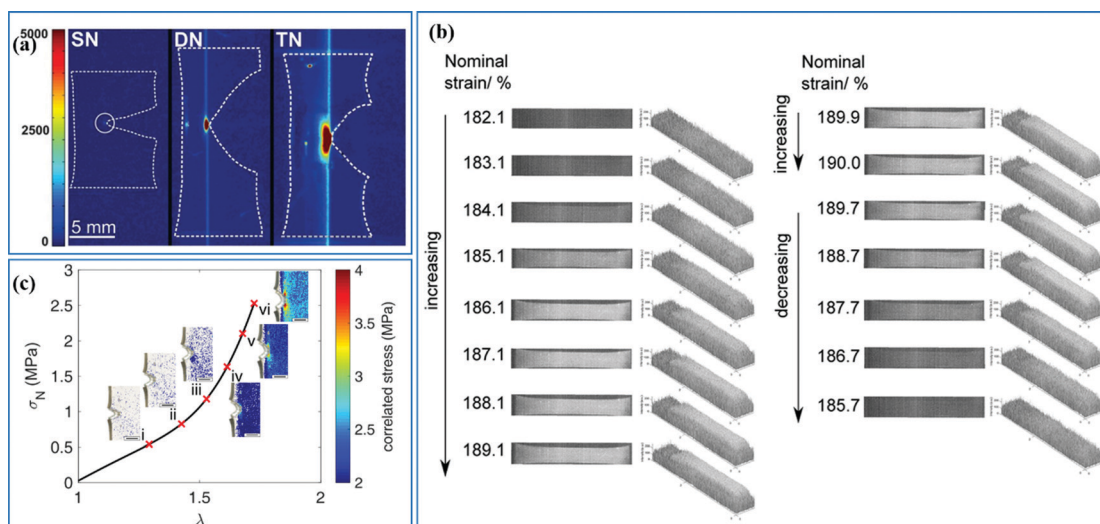 (a)
5000
2500
0
SN
DN
TN
5 mm
(b)
Nominal
strain/ %
182.1
183.1
184.1
185.1
186.1
187.1
188.1
189.1
increasing
Nominal
strain/ %
189.9
190.0
189.7
188.7
187.7
186.7
185.7
increasing
decreasing
(c)
3
2.5
2
1.5
1
0.5
0
σN (MPa)
1
1.5
2
λ
i
ii
iii
iv
v
vi
4
3.5
3
2.5
2
correlated stress (MPa)